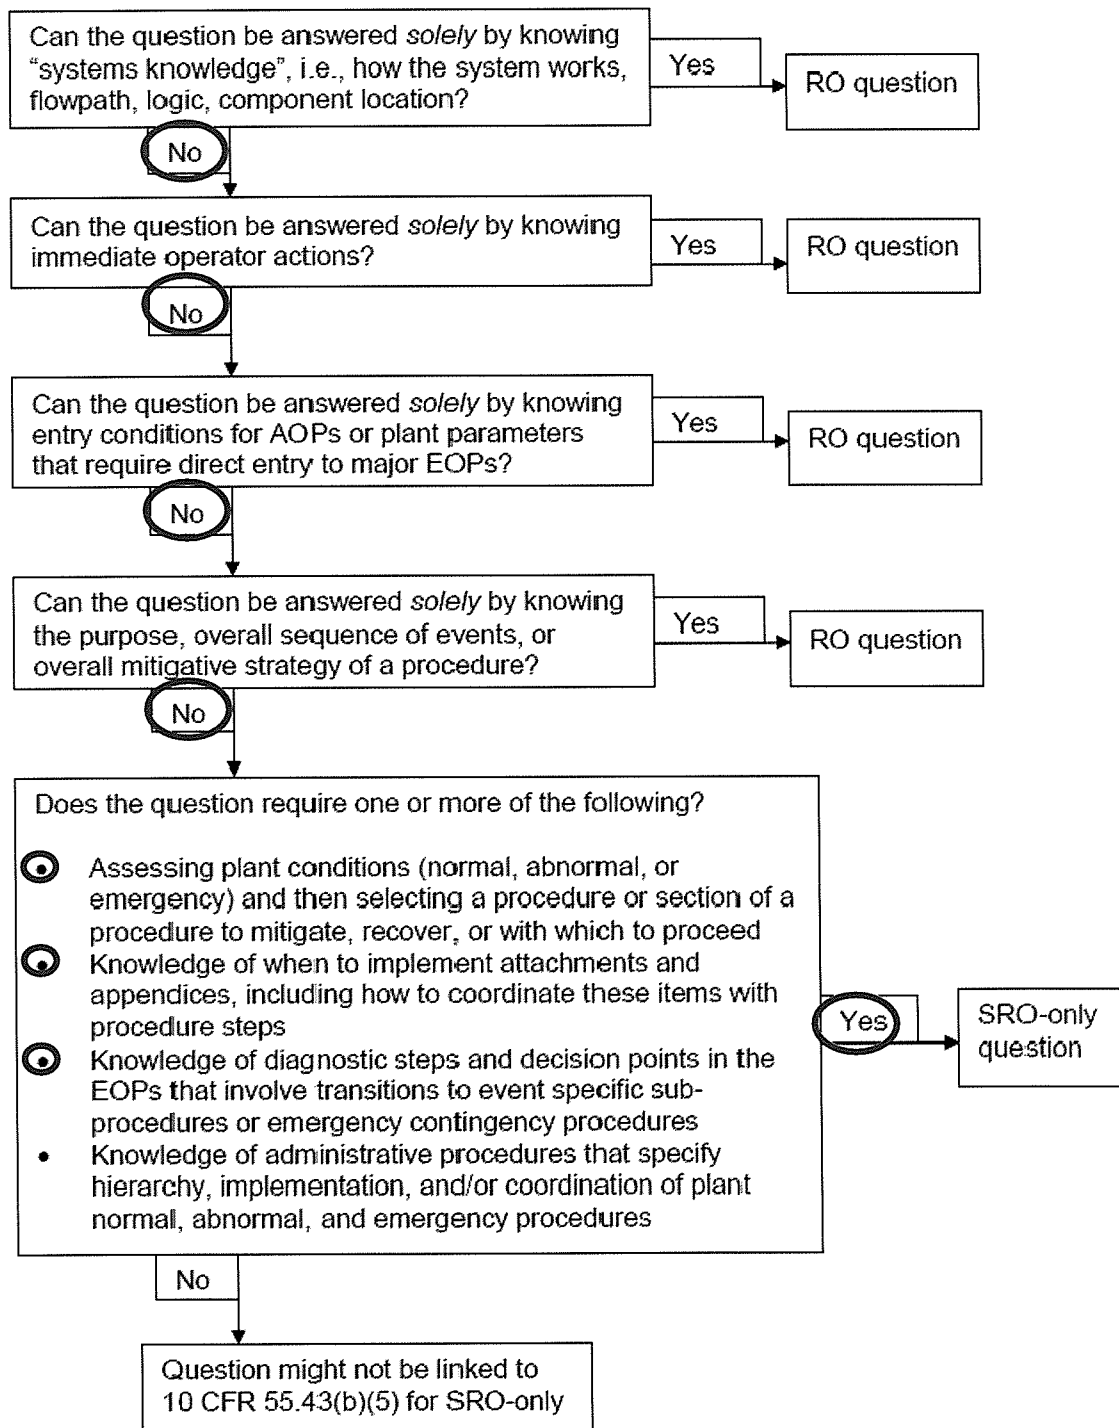 Can the question be answered solely by knowing
"systems knowledge", i.e., how the system works,
flowpath, logic, component location?
Yes
RO question
No
Can the question be answered solely by knowing
immediate operator actions?
Yes
RO question
No
Can the question be answered solely by knowing
entry conditions for AOPs or plant parameters
that require direct entry to major EOPs?
Yes
RO question
No
Can the question be answered solely by knowing
the purpose, overall sequence of events, or
overall mitigative strategy of a procedure?
Yes
RO question
No
Does the question require one or more of the following?
• Assessing plant conditions (normal, abnormal, or
emergency) and then selecting a procedure or section of a
procedure to mitigate, recover, or with which to proceed
• Knowledge of when to implement attachments and
appendices, including how to coordinate these items with
procedure steps
• Knowledge of diagnostic steps and decision points in the
EOPs that involve transitions to event specific sub-
procedures or emergency contingency procedures
• Knowledge of administrative procedures that specify
hierarchy, implementation, and/or coordination of plant
normal, abnormal, and emergency procedures
Yes
SRO-only
question
No
Question might not be linked to
10 CFR 55.43(b)(5) for SRO-only